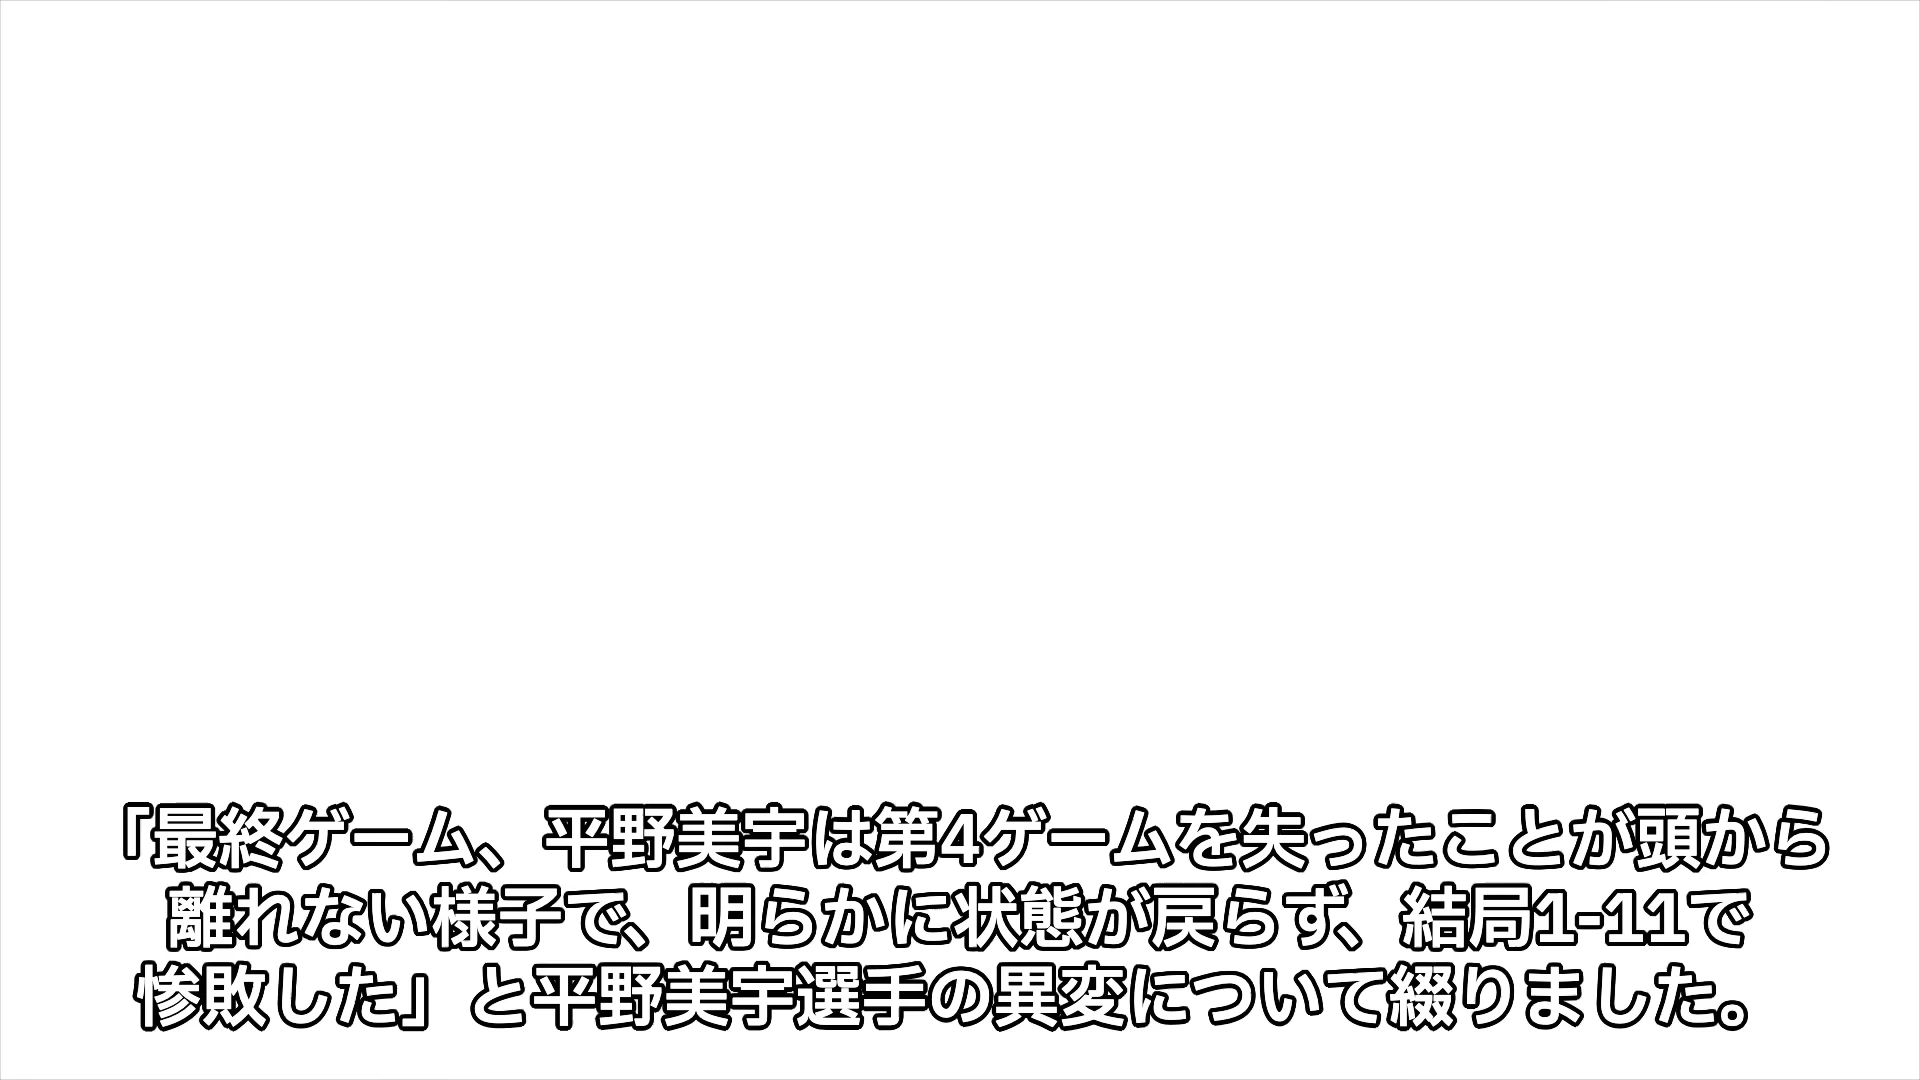 「最終ゲーム、平野美宇は第4ゲームを失ったことが頭から
離れない様子で、明らかに状態が戻らず、結局1-11で
惨敗した」と平野美宇選手の異変について綴りました。